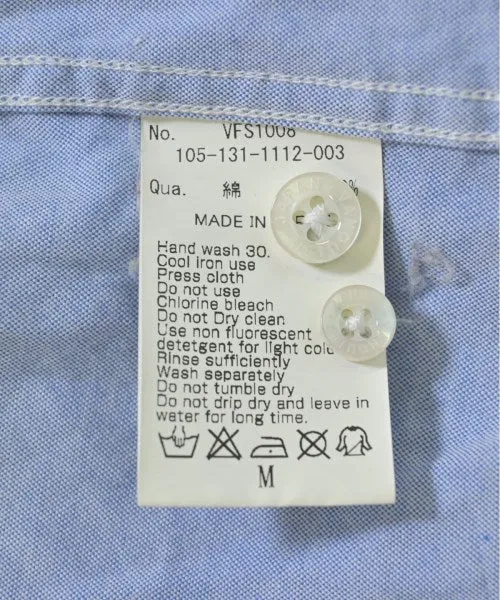 No. VFS1008
105-131-1112-003
Qua. 綿 %
MADE IN
Hand wash 30.
Cool iron use
Press cloth
Do not use
Chlorine bleach
Do not Dry clean
Use non fluorescent
detetgent for light
Rinse sufficiently
Wash separately
Do not tumble dry
Do not drip dry and leave in
water for long time.
M